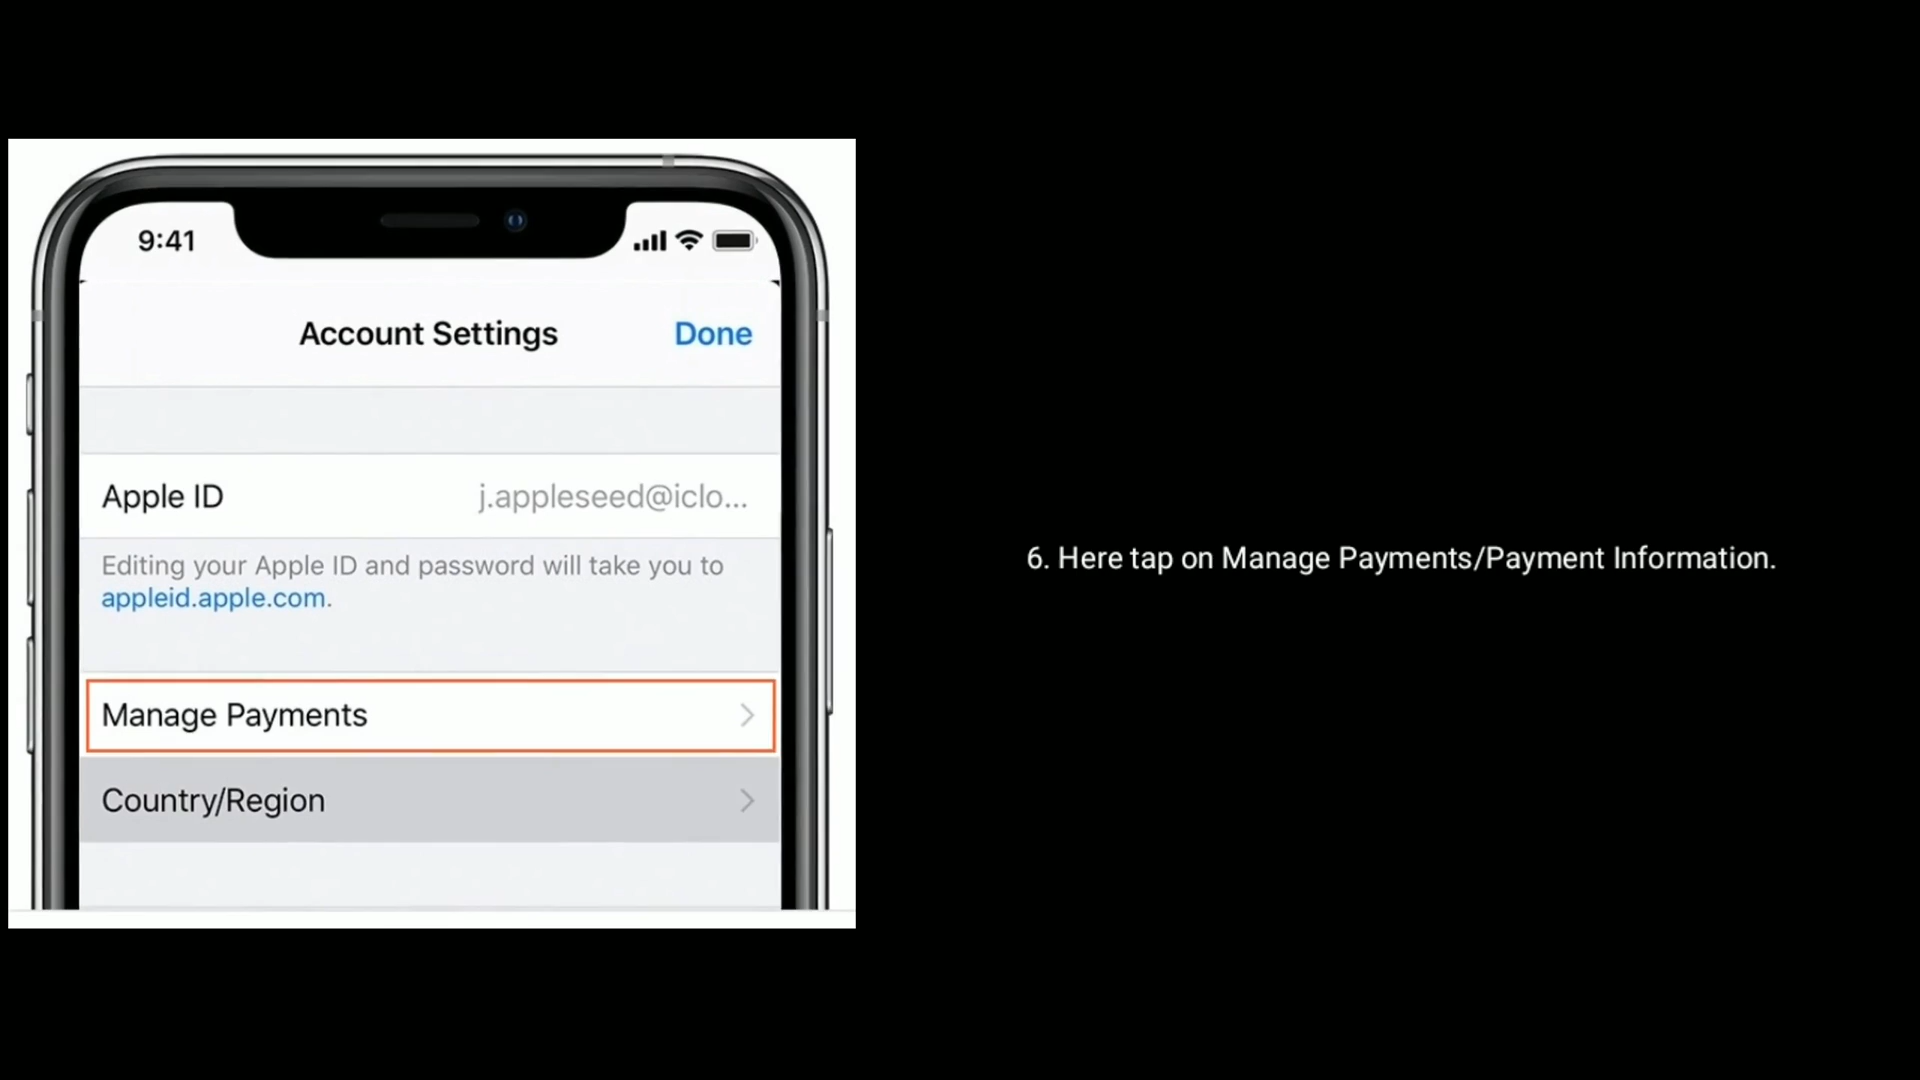 9:41
Account Settings
Done
Apple ID
j.appleseed@iclo...
Editing your Apple ID and password will take you to
appleid.apple.com.
Manage Payments
Country/Region
6. Here tap on Manage Payments/Payment Information.